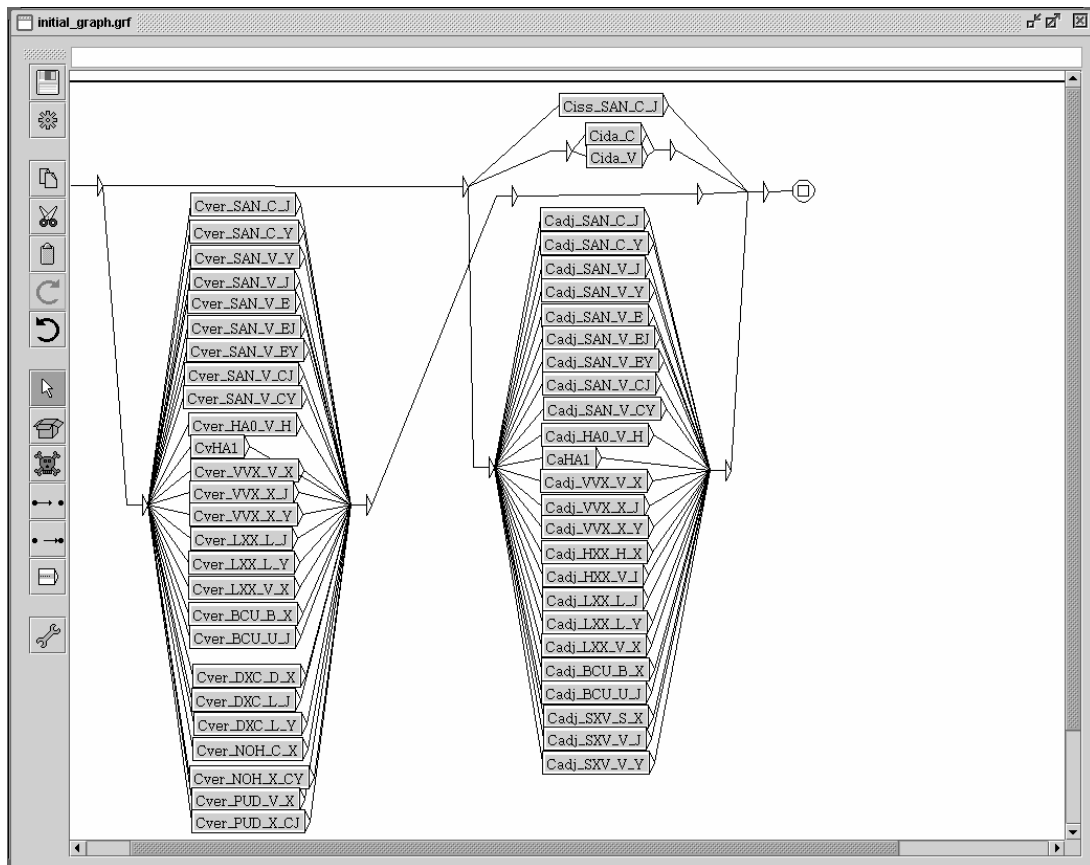 initial_graph.grf
Ciss_SAN_C_J
Cida_C
Cida_V
Cver_SAN_C_J
Cver_SAN_C_Y
Cver_SAN_V_Y
Cver_SAN_V_J
Cver_SAN_V_E
Cver_SAN_V_EJ
Cver_SAN_V_EY
Cver_SAN_V_CJ
Cver_SAN_V_CY
Cver_HA0_V_H
CvHA1
Cver_VVX_V_X
Cver_VVX_X_J
Cver_VVX_X_Y
Cver_LXX_L_J
Cver_LXX_L_Y
Cver_LXX_V_X
Cver_BCU_B_X
Cver_BCU_U_J
Cver_DXC_D_X
Cver_DXC_L_J
Cver_DXC_L_Y
Cver_NOH_C_X
Cver_NOH_X_CY
Cver_PUD_V_X
Cver_PUD_X_CJ
Cadj_SAN_C_J
Cadj_SAN_C_Y
Cadj_SAN_V_J
Cadj_SAN_V_Y
Cadj_SAN_V_E
Cadj_SAN_V_EJ
Cadj_SAN_V_EY
Cadj_SAN_V_CJ
Cadj_SAN_V_CY
Cadj_HA0_V_H
CaHA1
Cadj_VVX_V_X
Cadj_VVX_X_J
Cadj_VVX_X_Y
Cadj_HXX_H_X
Cadj_HXX_V_I
Cadj_LXX_L_J
Cadj_LXX_L_Y
Cadj_LXX_V_X
Cadj_BCU_B_X
Cadj_BCU_U_J
Cadj_SXV_S_X
Cadj_SXV_V_J
Cadj_SXV_V_Y